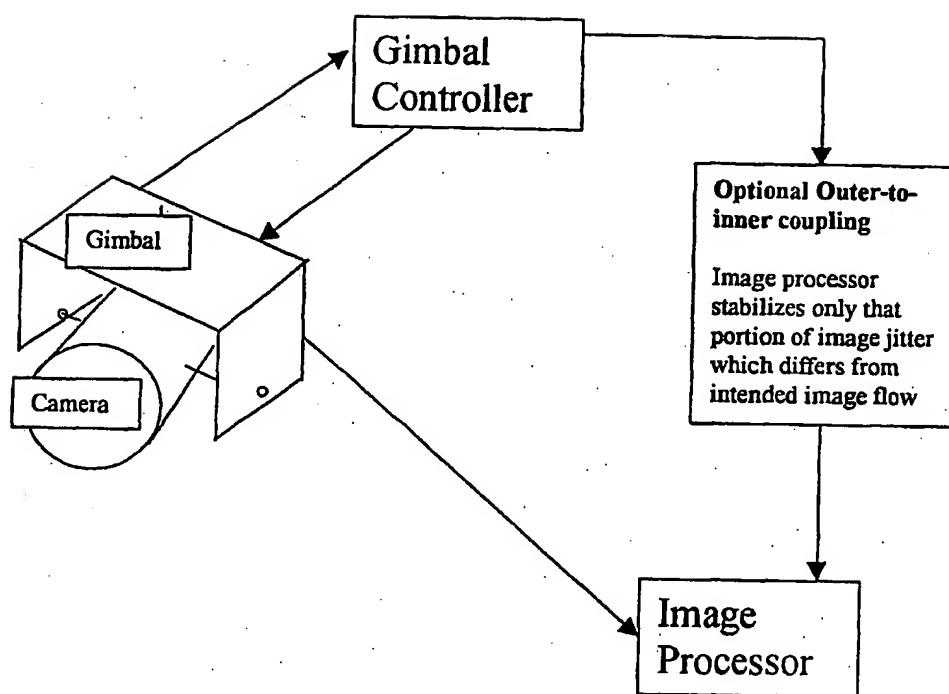 Gimbal
Controller
Optional Outer-to-
inner coupling
Image processor
stabilizes only that
portion of image jitter
which differs from
intended image flow
Gimbal
Camera
Image
Processor